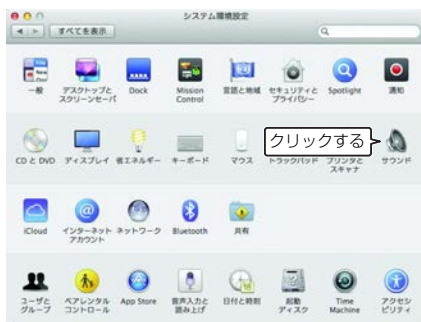 システム環境設定
すべてを表示
一般
デスクトップと
スクリーンセーバ
Dock
Mission
Control
言語と地域
セキュリティと
プライバシー
Spotlight
通知
クリックする
CD と DVD
ディスプレイ
省エネルギー
キーボード
マウス
トラックパッド
プリンタと
スキャナ
サウンド
iCloud
インターネット
アカウント
ネットワーク
Bluetooth
共有
ユーザと
グループ
ペアレンタル
コントロール
App Store
音声入力と
読み上げ
日付と時刻
起動
ディスク
Time
Machine
アクセシ
ビリティ